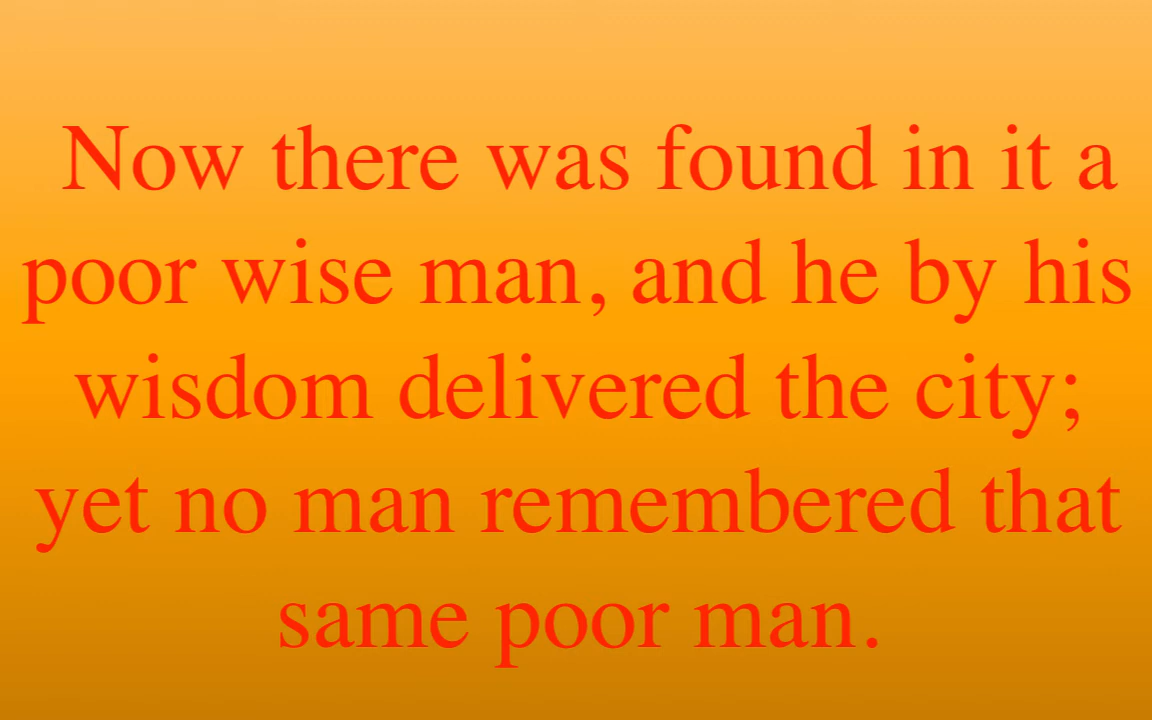 Now there was found in it a
poor wise man, and he by his
wisdom delivered the city;
yet no man remembered that
same poor man.